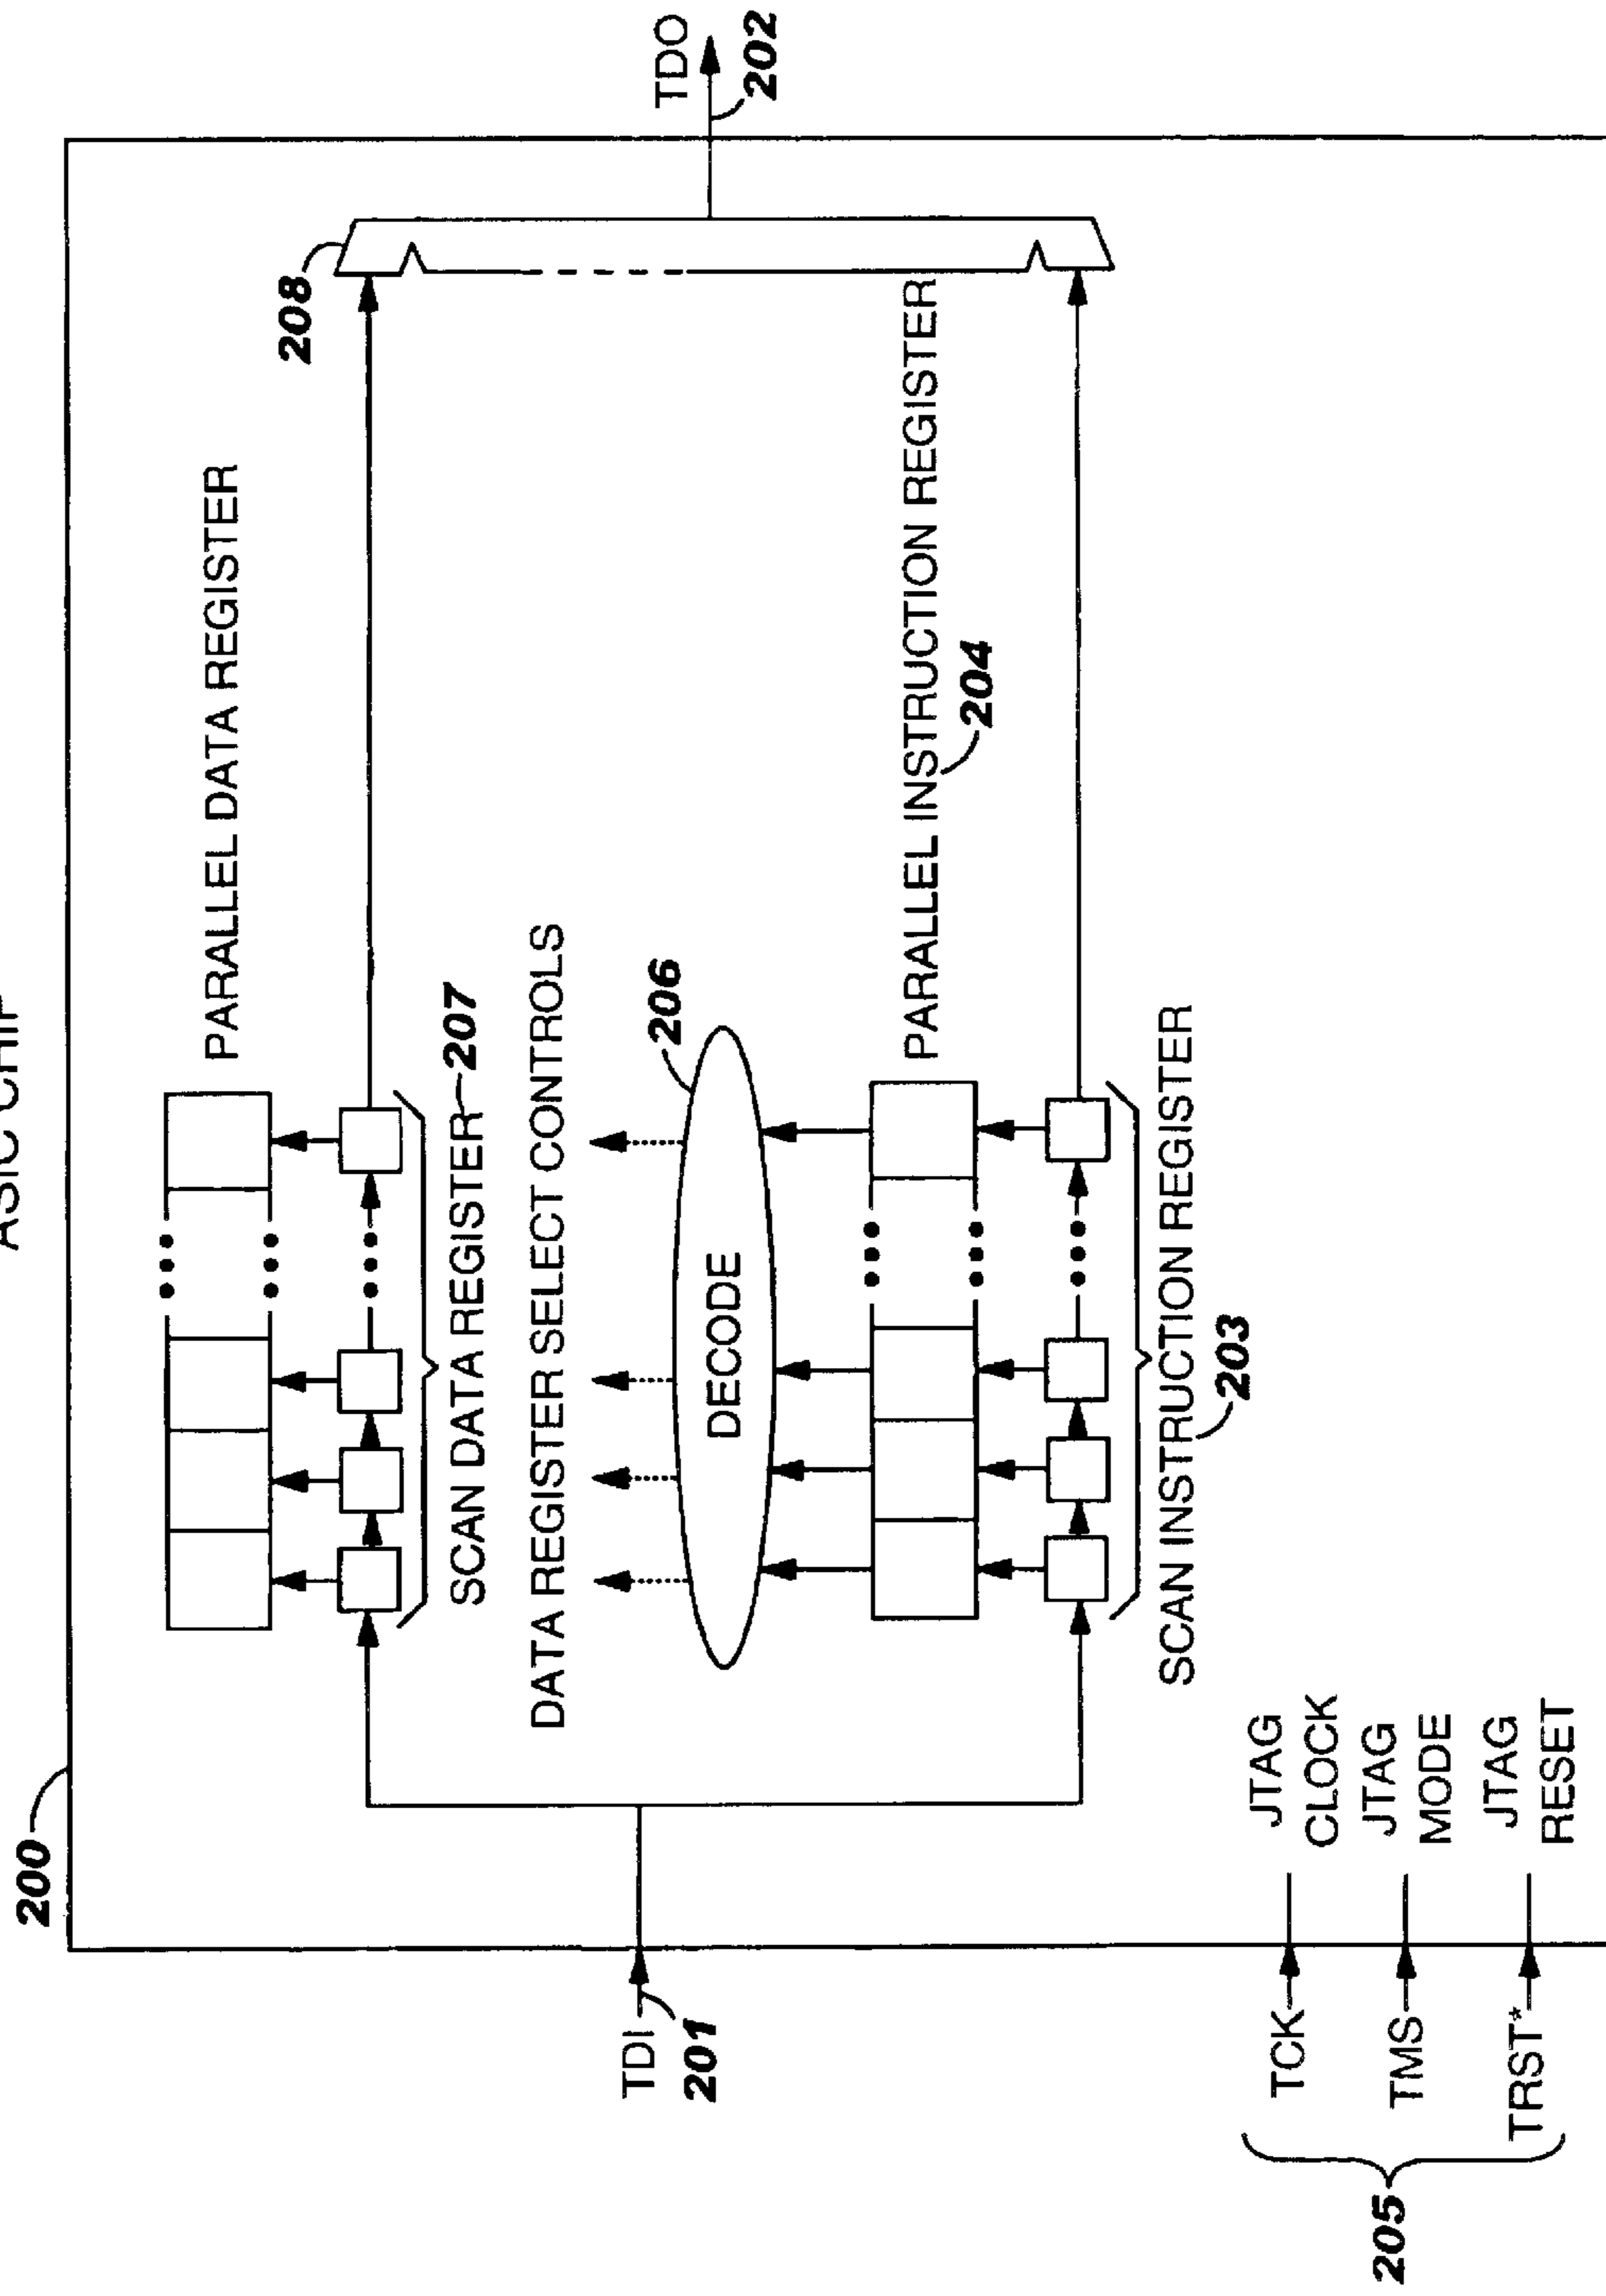 ASIC CHIP
200
PARALLEL DATA REGISTER
208
SCAN DATA REGISTER 207
DATA REGISTER SELECT CONTROLS
TDO
202
206
DECODE
TDI
201
PARALLEL INSTRUCTION REGISTER
204
SCAN INSTRUCTION REGISTER
203
TCK
JTAG
CLOCK
TMS
JTAG
MODE
TRST*
JTAG
RESET
205